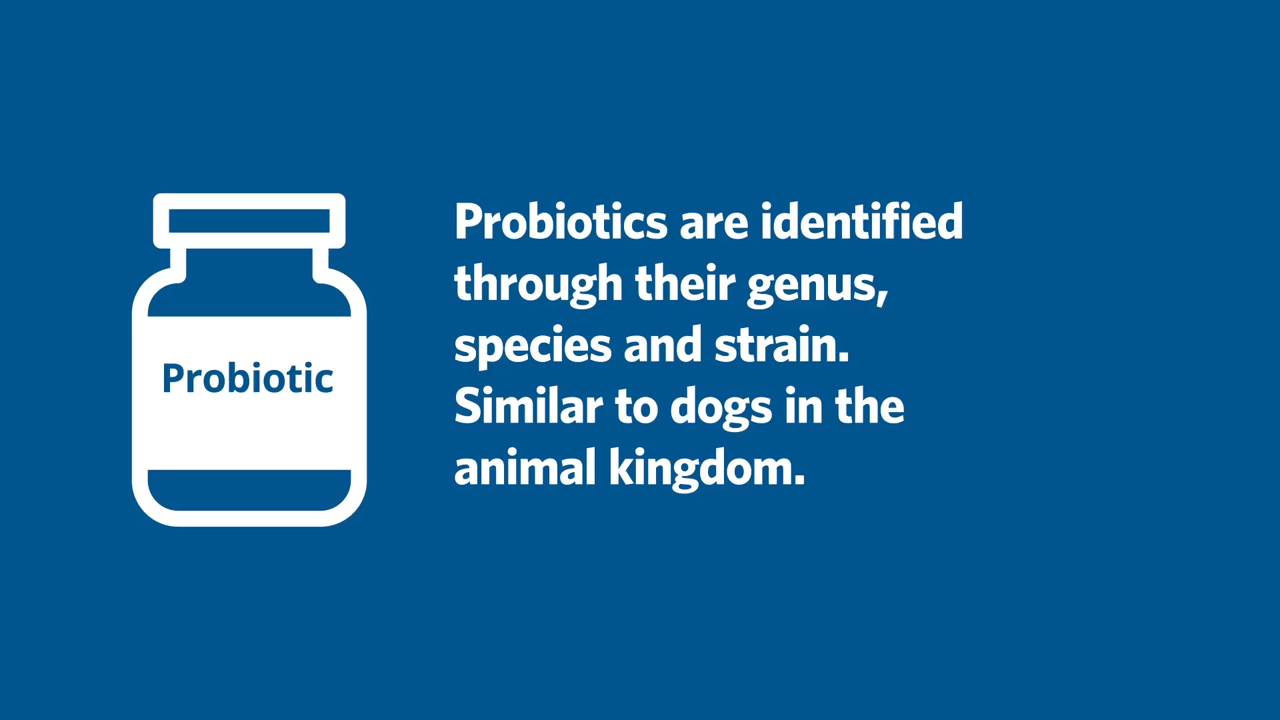 Probiotic
Probiotics are identified
through their genus,
species and strain.
Similar to dogs in the
animal kingdom.